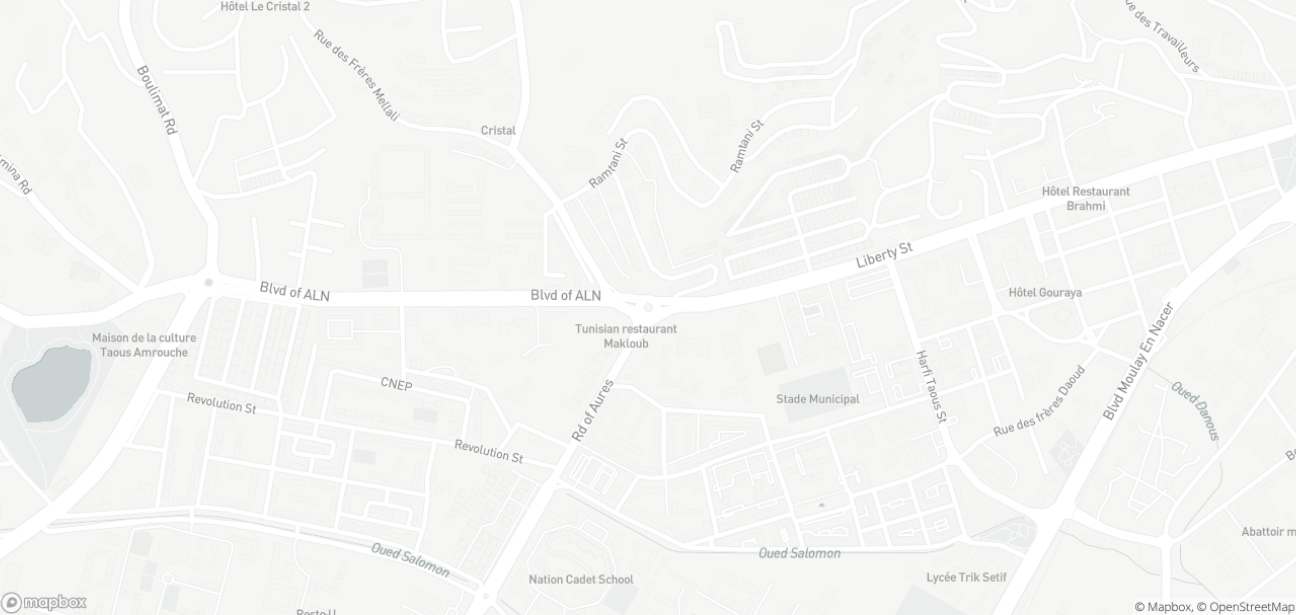 Hôtel Le Cristal 2
Rue des Frères Mellali
Boulimat Rd
Cristal
Ramtani St
Ramtani St
Hôtel Restaurant
Brahmi
Liberty St
Blvd of ALN
Blvd of ALN
Hôtel Gouraya
Tunisian restaurant
Makloub
Maison de la culture
Taous Amrouche
Blvd Moulay En Nacer
CNEP
Rd of Aures
Stade Municipal
Harfi Taous St
Rue des frères Daoud
Oued Danous
Revolution St
Revolution St
Oued Salomon
Oued Salomon
Nation Cadet School
Lycée Trik Setif
Abattoir m
mapbox
© Mapbox, © OpenStreetMap
des Travailleurs